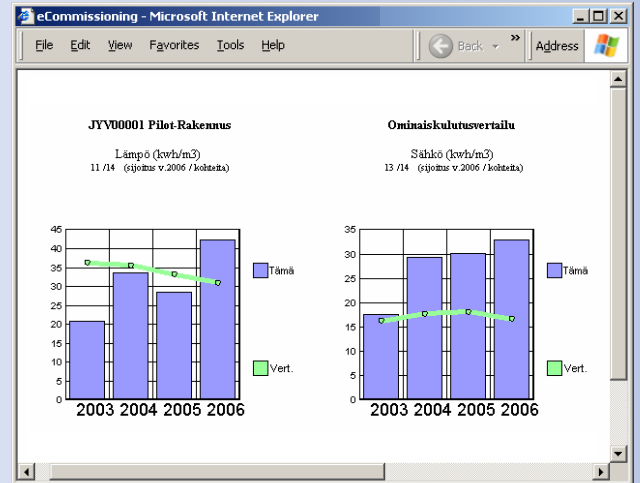 eCommissioning - Microsoft Internet Explorer
File Edit View Favorites Tools Help Back » Address
JYV00001 Pilot-Rakennus
Lämpö (kwh/m3)
11 /14 (sijoitus v.2006 / kohteita)
45
40
35
30
25
20
15
10
5
0
2003 2004 2005 2006
Tämä
Vert.
Ominaiskulutusvertailu
Sähkö (kwh/m3)
13 /14 (sijoitus v.2006 / kohteita)
35
30
25
20
15
10
5
0
2003 2004 2005 2006
Tämä
Vert.